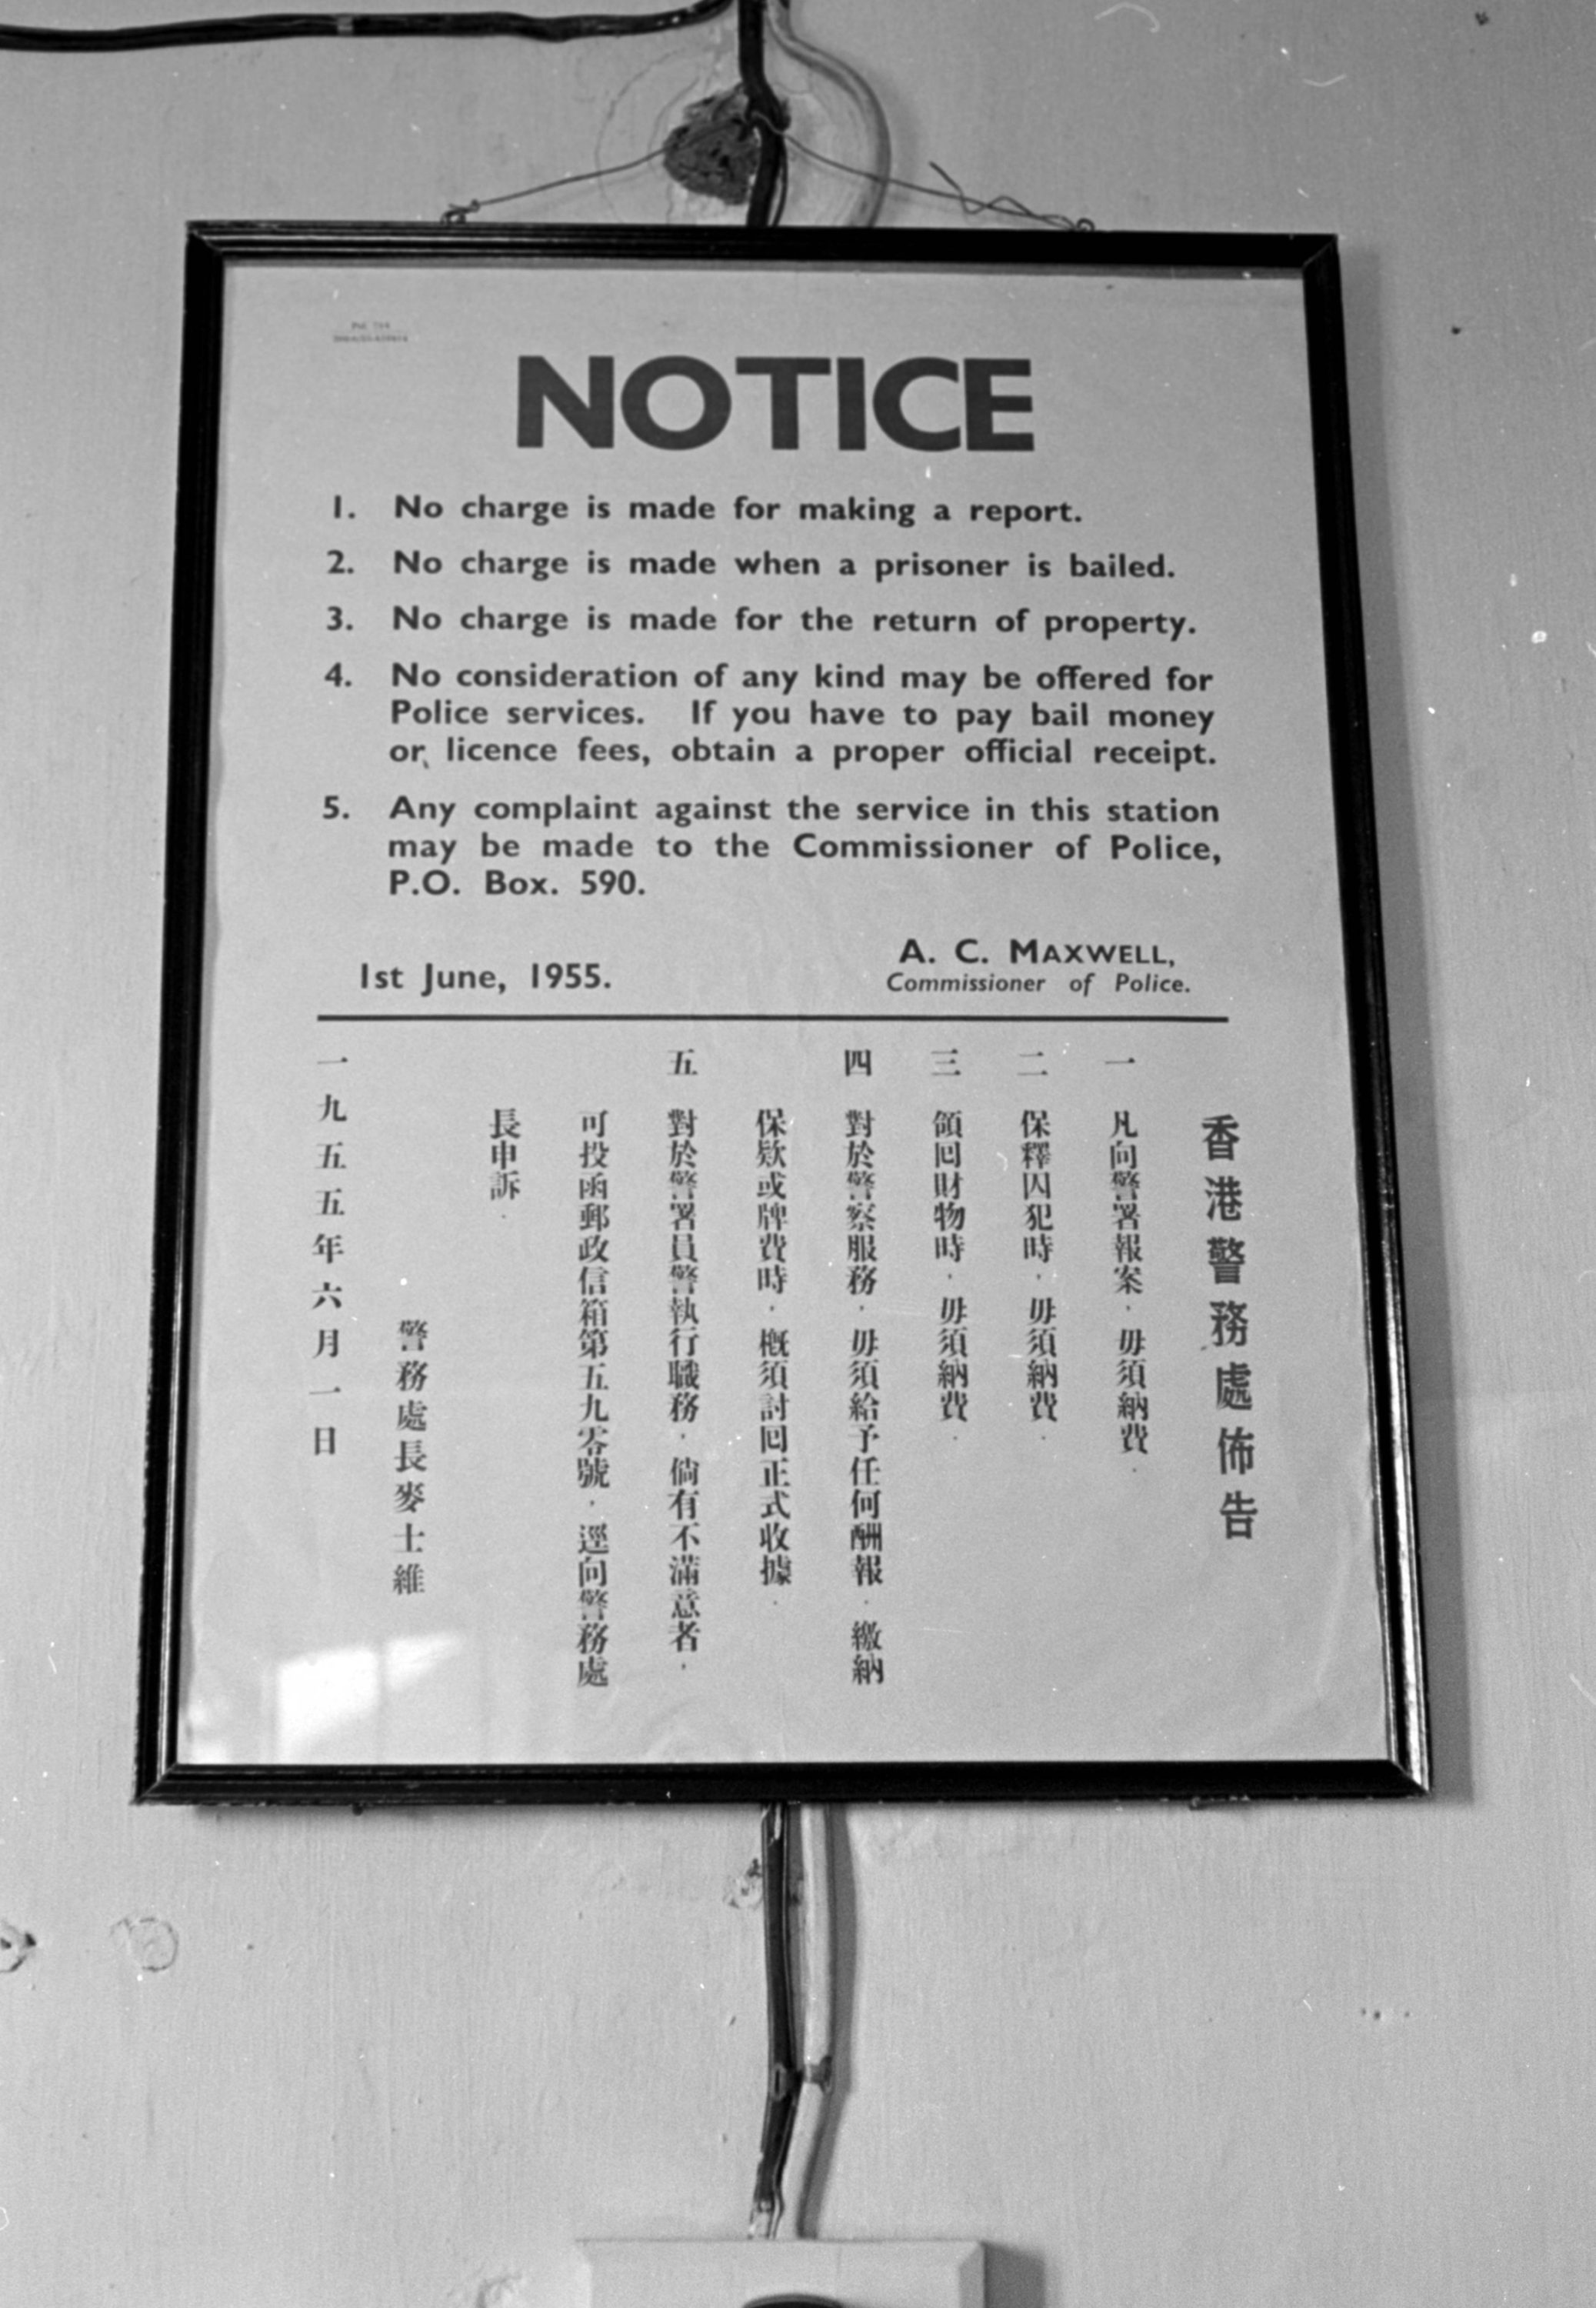 NOTICE
1. No charge is made for making a report.
2. No charge is made when a prisoner is bailed.
3. No charge is made for the return of property.
4. No consideration of any kind may be offered for
Police services. If you have to pay bail money
or licence fees, obtain a proper official receipt.
5. Any complaint against the service in this station
may be made to the Commissioner of Police,
P.O. Box. 590.
1st June, 1955.
A. C. MAXWELL,
Commissioner of Police.
香港警務處佈告
一 凡向警署報案.毋須納費.
二 保釋囚犯時.毋須納費.
三 領囘財物時.毋須納費.
四 對於警察服務.毋須給予任何酬報.繳納
保欵或牌費時.概須討囘正式收據.
五 對於警署員警執行職務.倘有不滿意者.
可投函郵政信箱第五九零號.逕向警務處
長申訴.
警務處長麥士維
一九五五年六月一日